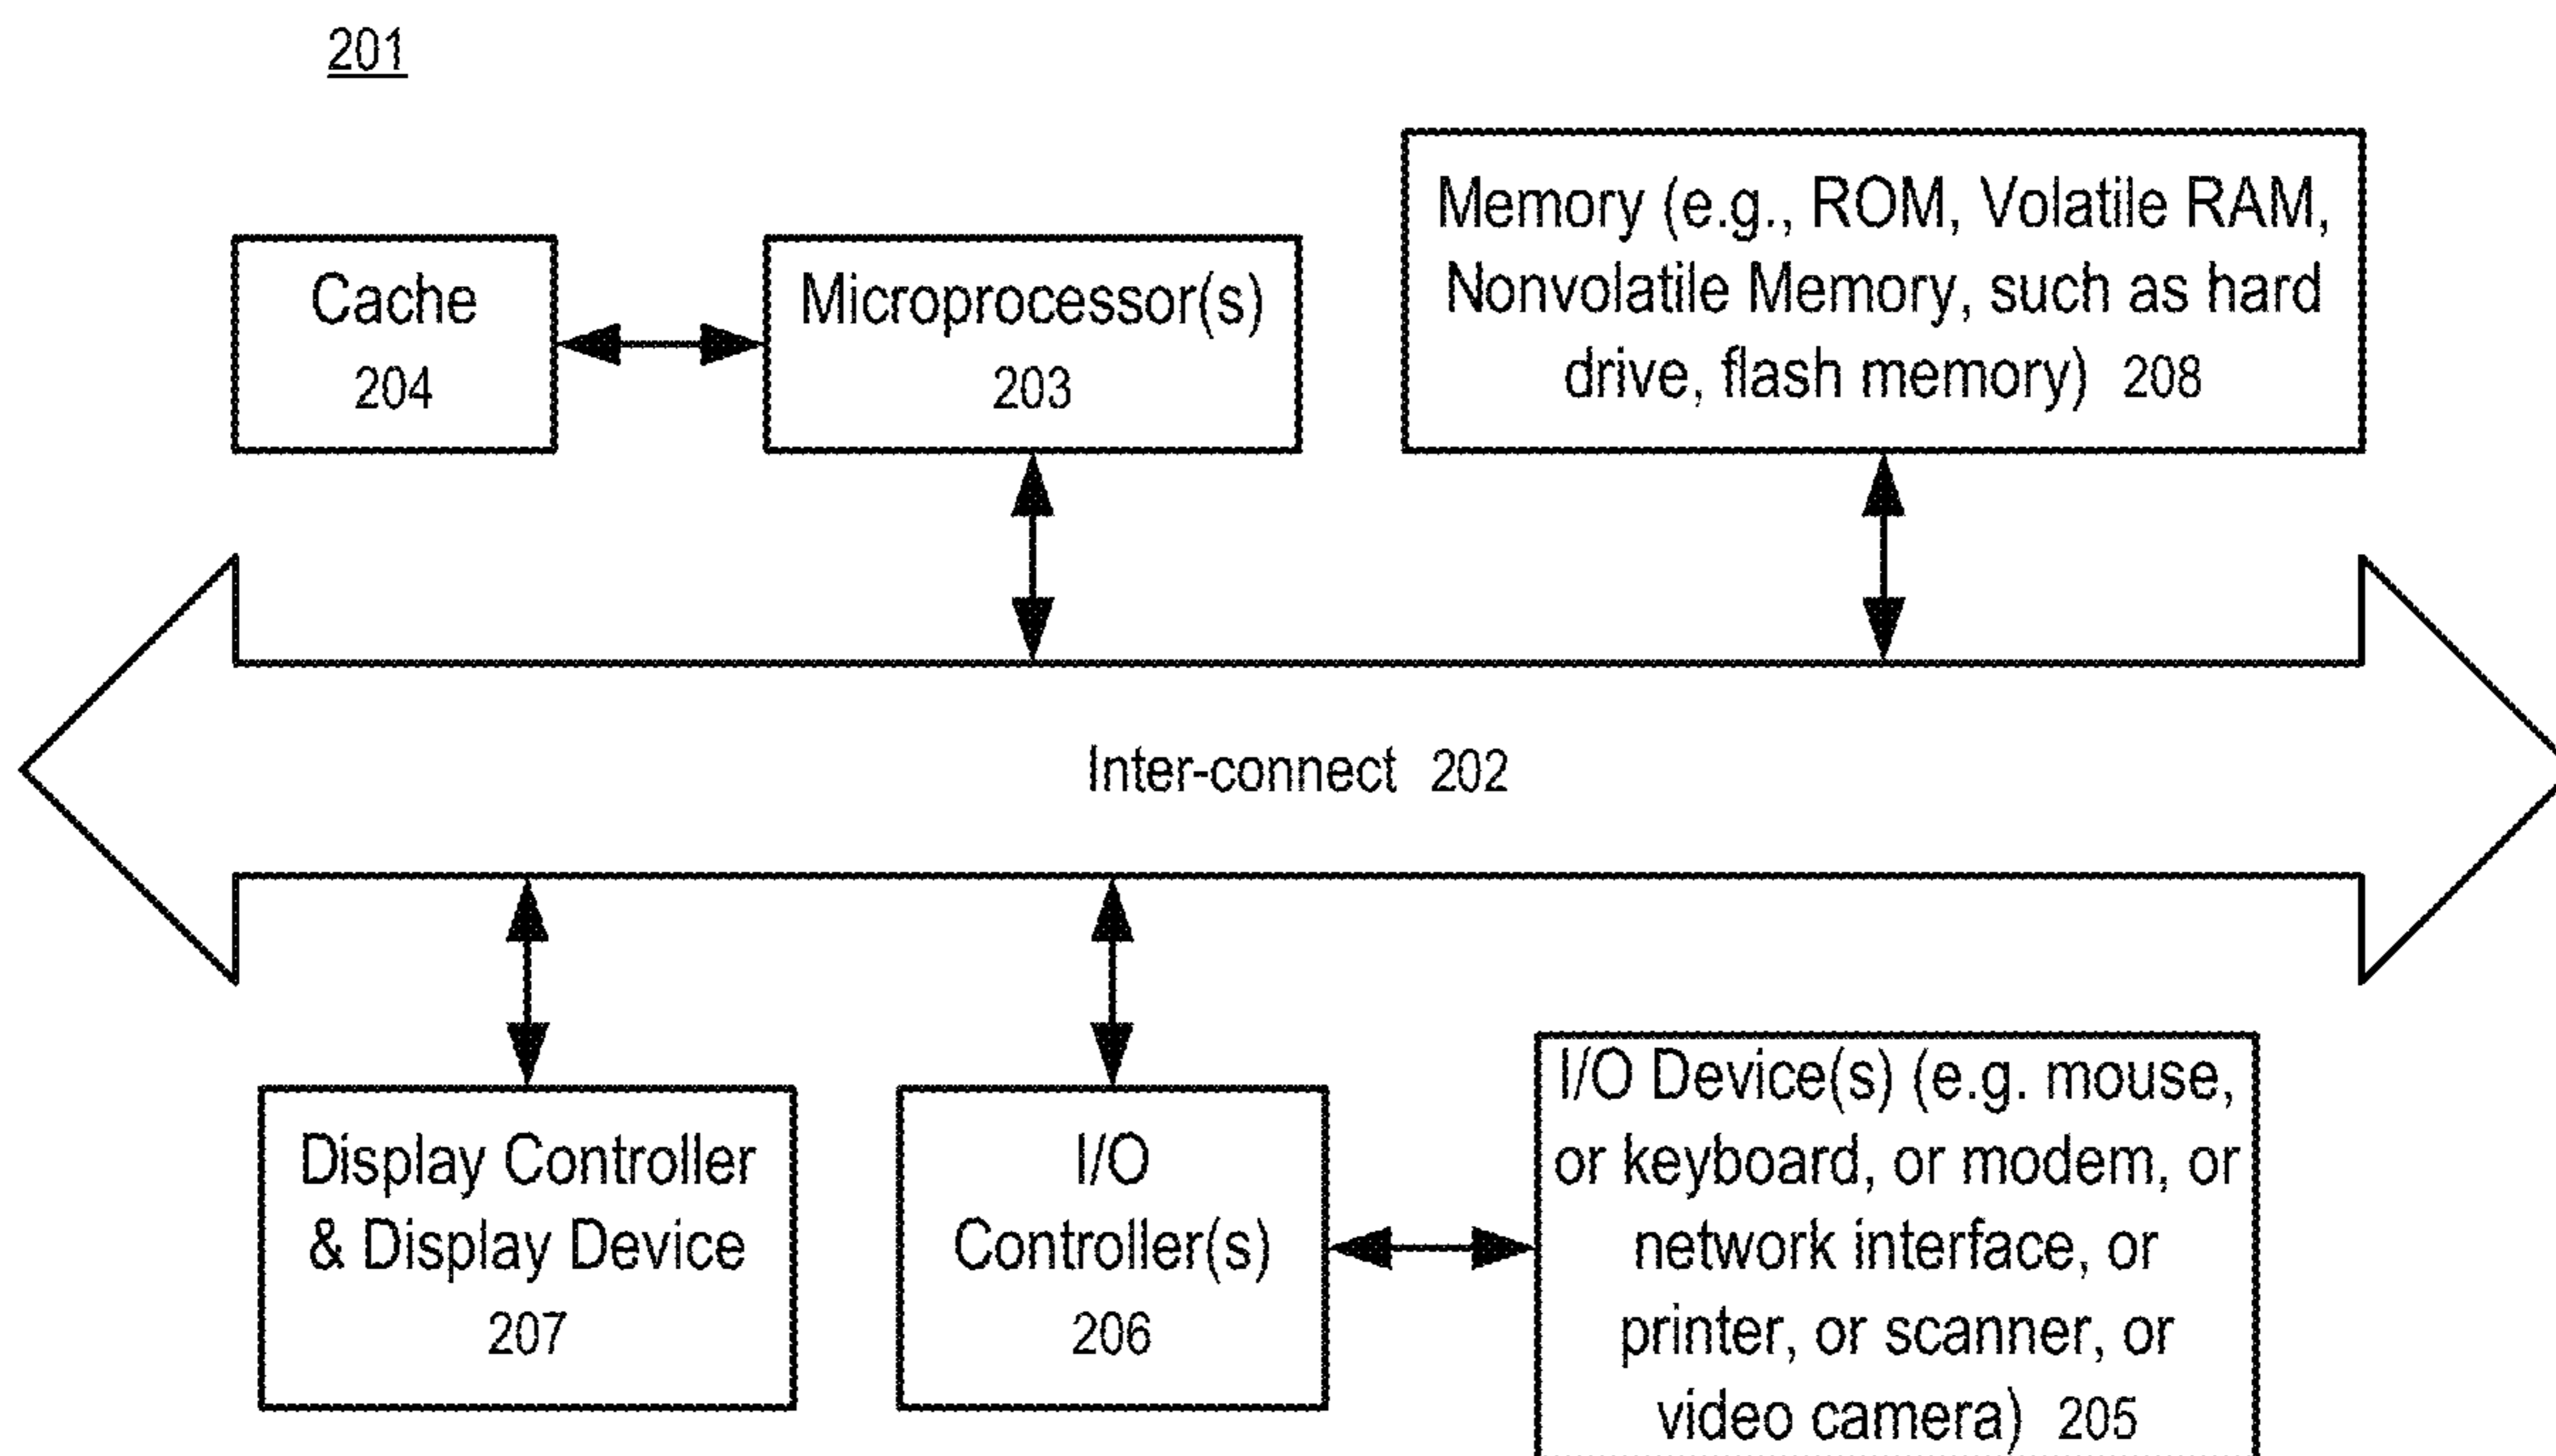 201
Cache
204
Microprocessor(s)
203
Memory (e.g., ROM, Volatile RAM,
Nonvolatile Memory, such as hard
drive, flash memory) 208
Inter-connect 202
Display Controller
& Display Device
207
I/O
Controller(s)
206
I/O Device(s) (e.g. mouse,
or keyboard, or modem, or
network interface, or
printer, or scanner, or
video camera) 205